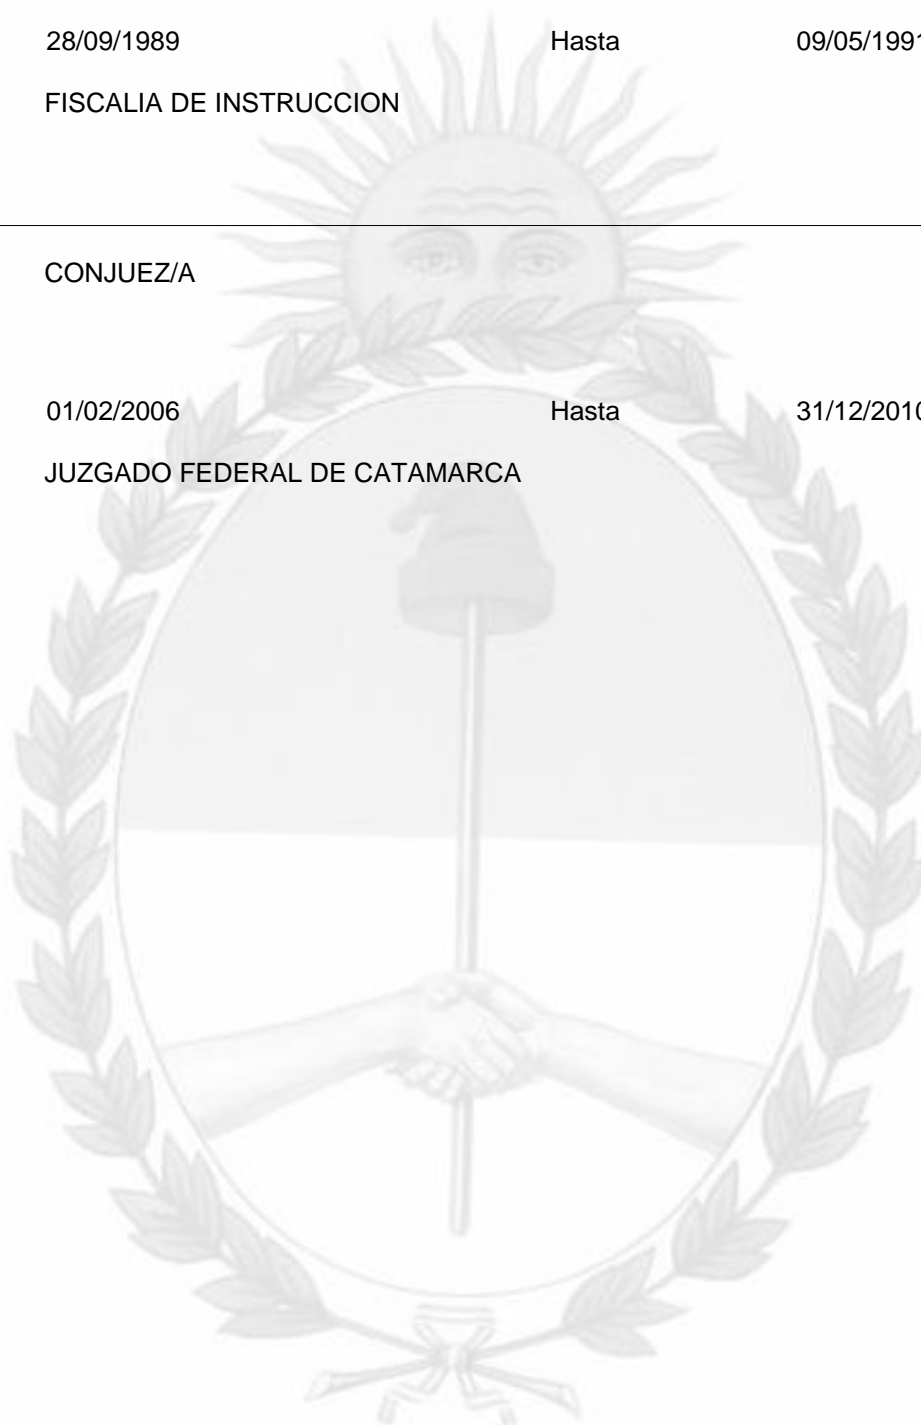 28/09/1989 Hasta 09/05/1991
FISCALIA DE INSTRUCCION
CONJUEZ/A
01/02/2006 Hasta 31/12/2010
JUZGADO FEDERAL DE CATAMARCA